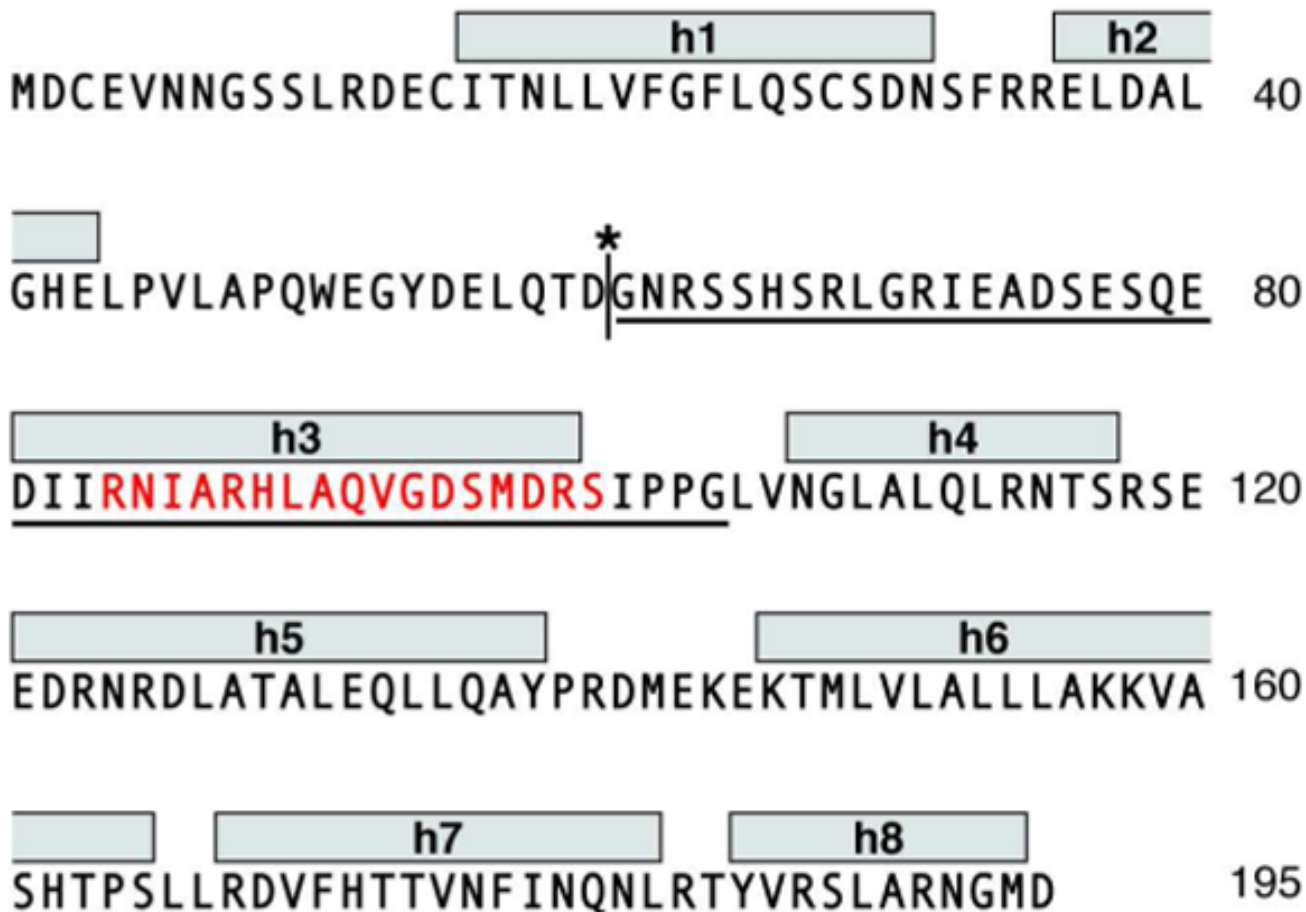 h1 h2
MDCEVNNGSSLRDECITNLLVFGFLQSCSDNSFRRELDAL 40
*
GHELPVLAPQWEGYDELQTDGNRSSHSRLGRIEADSESQE 80
h3 h4
DIIRNIARHLAQVGDSMDRSIPPGLVNGLALQLRNTSRSE 120
h5 h6
EDRNRDLATALEQLLQAYPRDMEKEKTMLVLALLLAKKVA 160
h7 h8
SHTPSLLRDVFHTTVNFINQNLRTYVRSLARNGMD 195